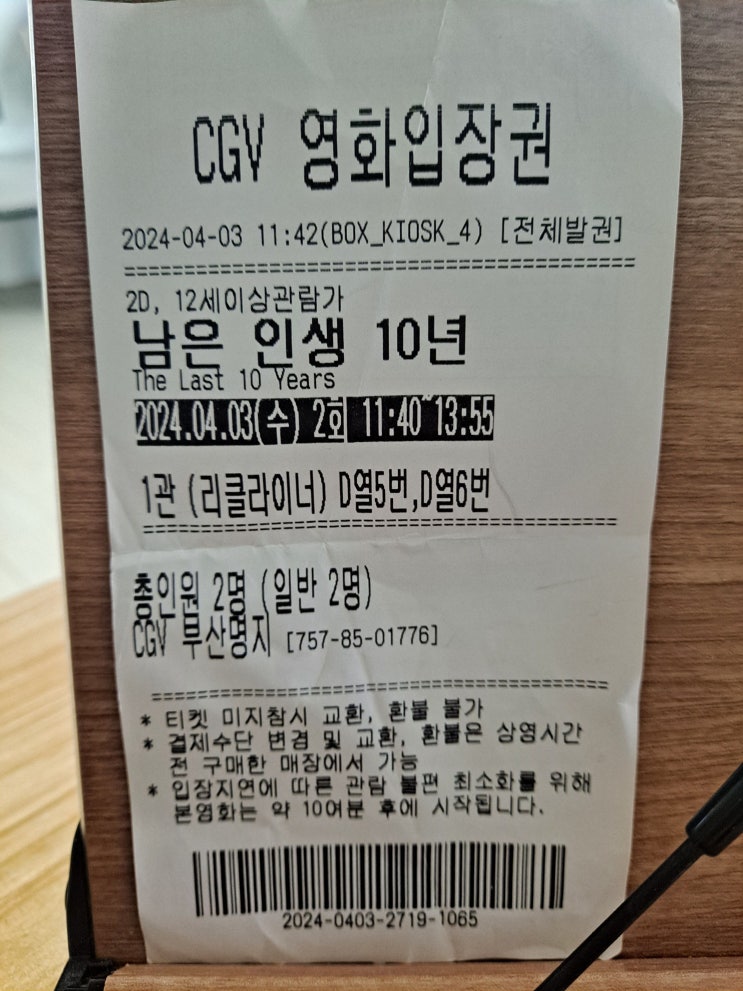 CGV 영화입장권
2024-04-03 11:42(BOX_KIOSK_4) [전체발권]
==================================================
2D, 12세이상관람가
남은 인생 10년
The Last 10 Years
2024.04.03(수) 2회 11:40~13:55
1관 (리클라이너) D열5번,D열6번
==================================================
총인원 2명 (일반 2명)
CGV 부산명지 [757-85-01776]
==================================================
* 티켓 미지참시 교환, 환불 불가
* 결제수단 변경 및 교환, 환불은 상영시간
전 구매한 매장에서 가능
* 입장지연에 따른 관람 불편 최소화를 위해
본영화는 약 10여분 후에 시작됩니다.
2024-0403-2719-1065